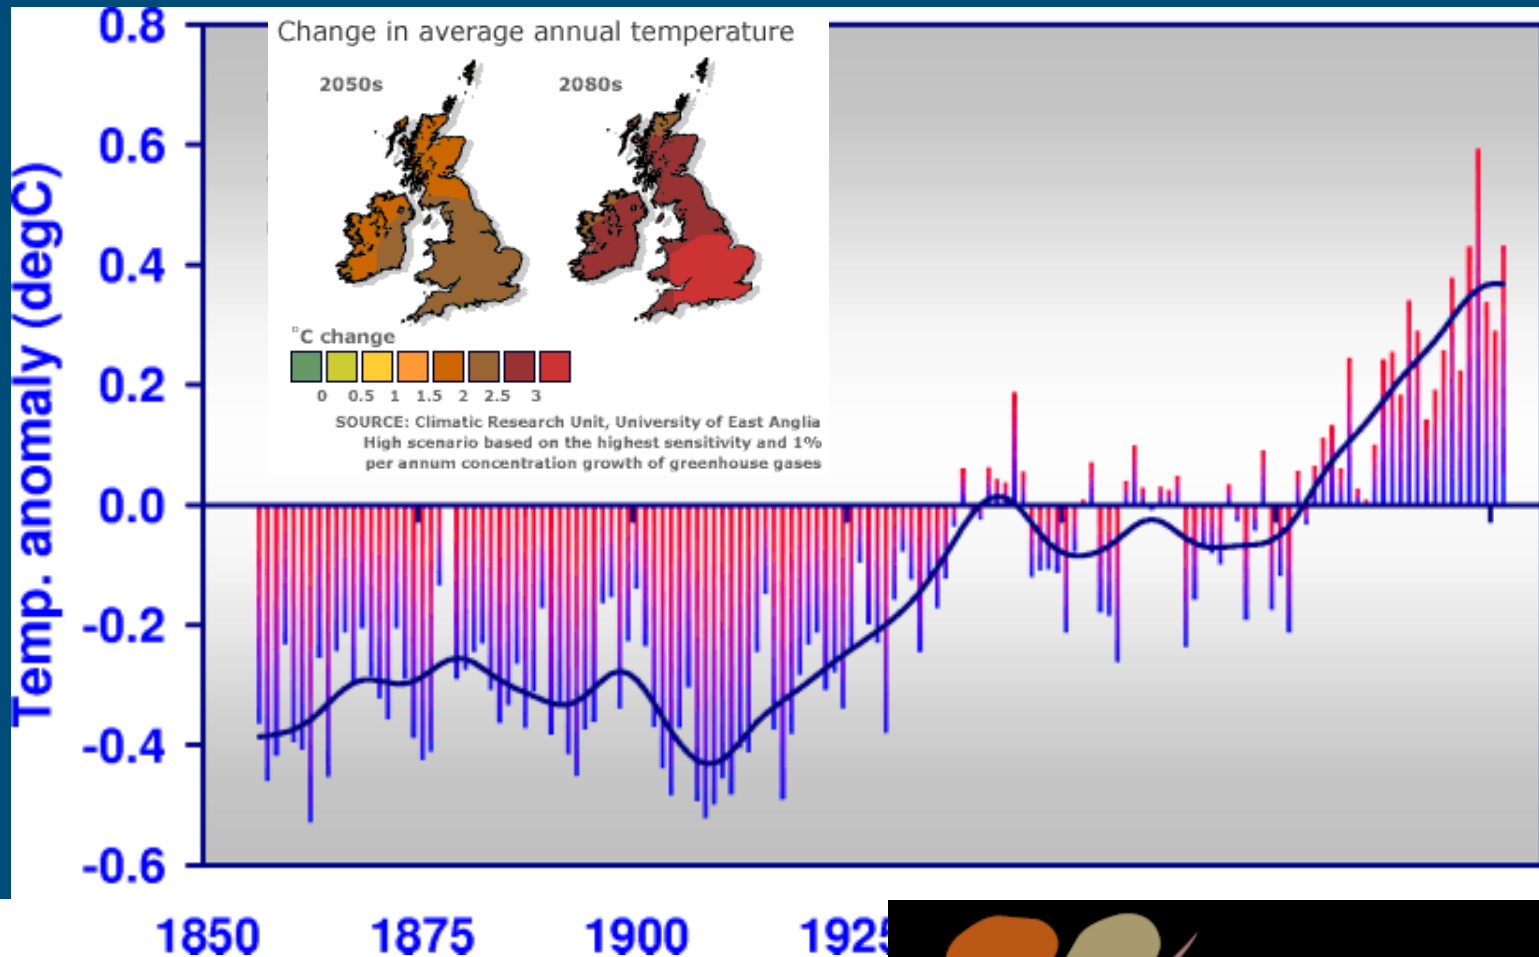 Temp. anomaly (degC)
0.8
0.6
0.4
0.2
0.0
-0.2
-0.4
-0.6
Change in average annual temperature
2050s 2080s
°C change
0 0.5 1 1.5 2 2.5 3
SOURCE: Climatic Research Unit, University of East Anglia
High scenario based on the highest sensitivity and 1%
per annum concentration growth of greenhouse gases
1850 1875 1900 1925